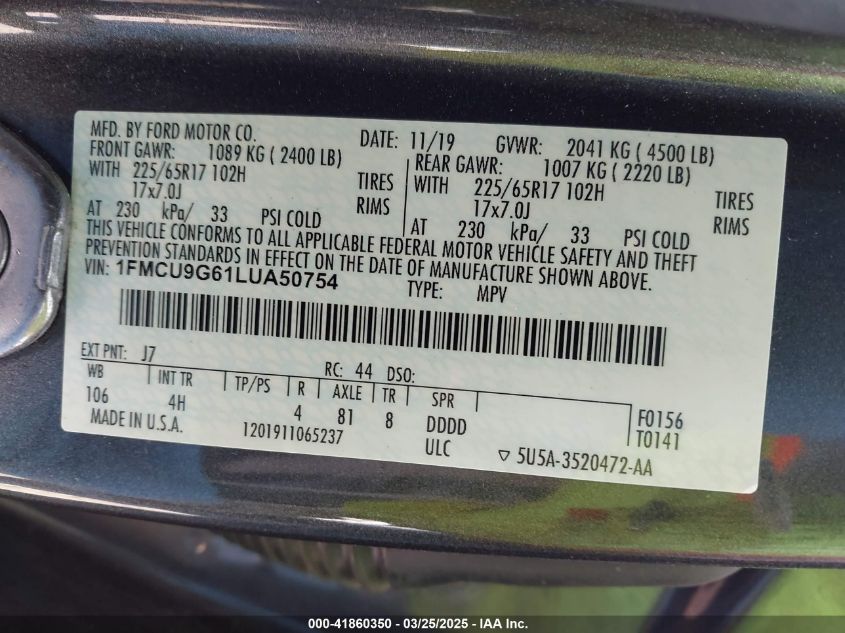 MFD. BY FORD MOTOR CO. DATE: 11/19 GVWR: 2041 KG ( 4500 LB)
FRONT GAWR: 1089 KG ( 2400 LB) REAR GAWR: 1007 KG ( 2220 LB)
WITH 225/65R17 102H TIRES WITH 225/65R17 102H TIRES
17x7.0J RIMS 17x7.0J RIMS
AT 230 kPa/ 33 PSI COLD AT 230 kPa/ 33 PSI COLD
THIS VEHICLE CONFORMS TO ALL APPLICABLE FEDERAL MOTOR VEHICLE SAFETY AND THEFT
PREVENTION STANDARDS IN EFFECT ON THE DATE OF MANUFACTURE SHOWN ABOVE.
VIN: 1FMCU9G61LUA50754 TYPE: MPV
EXT PNT: J7 RC: 44 DSO:
WB INT TR TP/PS R AXLE TR SPR
106 4H 4 81 8 DDDD F0156
MADE IN U.S.A. 1201911065237 ULC T0141
▽ 5U5A-3520472-AA
000-41860350 / 03/25/2025 - IAA Inc.